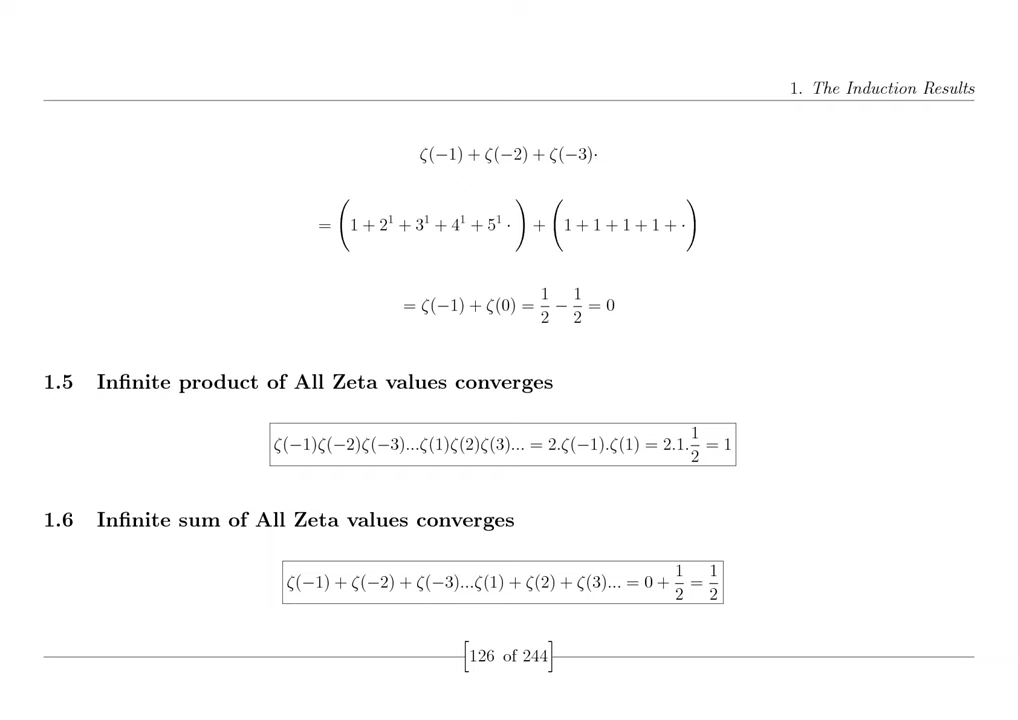 1. The Induction Results
ζ(−1) + ζ(−2) + ζ(−3)·
= (1 + 2¹ + 3¹ + 4¹ + 5¹ ·) + (1 + 1 + 1 + 1 + ·)
= ζ(−1) + ζ(0) = 1/2 − 1/2 = 0
1.5 Infinite product of All Zeta values converges
ζ(−1)ζ(−2)ζ(−3)...ζ(1)ζ(2)ζ(3)... = 2.ζ(−1).ζ(1) = 2.1.1/2 = 1
1.6 Infinite sum of All Zeta values converges
ζ(−1) + ζ(−2) + ζ(−3)...ζ(1) + ζ(2) + ζ(3)... = 0 + 1/2 = 1/2
[126 of 244]